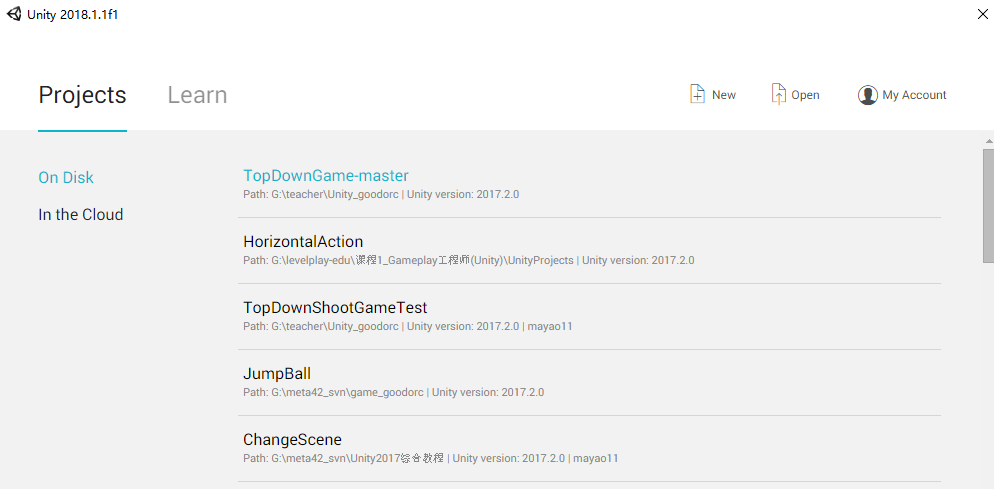 Unity 2018.1.1f1
Projects
Learn
New
Open
My Account
On Disk
In the Cloud
TopDownGame-master
Path: G:\teacher\Unity_goodorc | Unity version: 2017.2.0
HorizontalAction
Path: G:\levelplay-edu\课程1_Gameplay工程师(Unity)\UnityProjects | Unity version: 2017.2.0
TopDownShootGameTest
Path: G:\teacher\Unity_goodorc | Unity version: 2017.2.0 | mayao11
JumpBall
Path: G:\meta42_svn\game_goodorc | Unity version: 2017.2.0
ChangeScene
Path: G:\meta42_svn\Unity2017综合教程 | Unity version: 2017.2.0 | mayao11